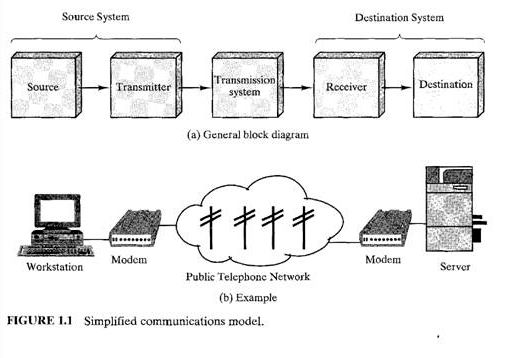 Source System
Destination System
Source
Transmitter
Transmission
system
Receiver
Destination
(a) General block diagram
Workstation
Modem
Public Telephone Network
Modem
Server
(b) Example
FIGURE 1.1 Simplified communications model.